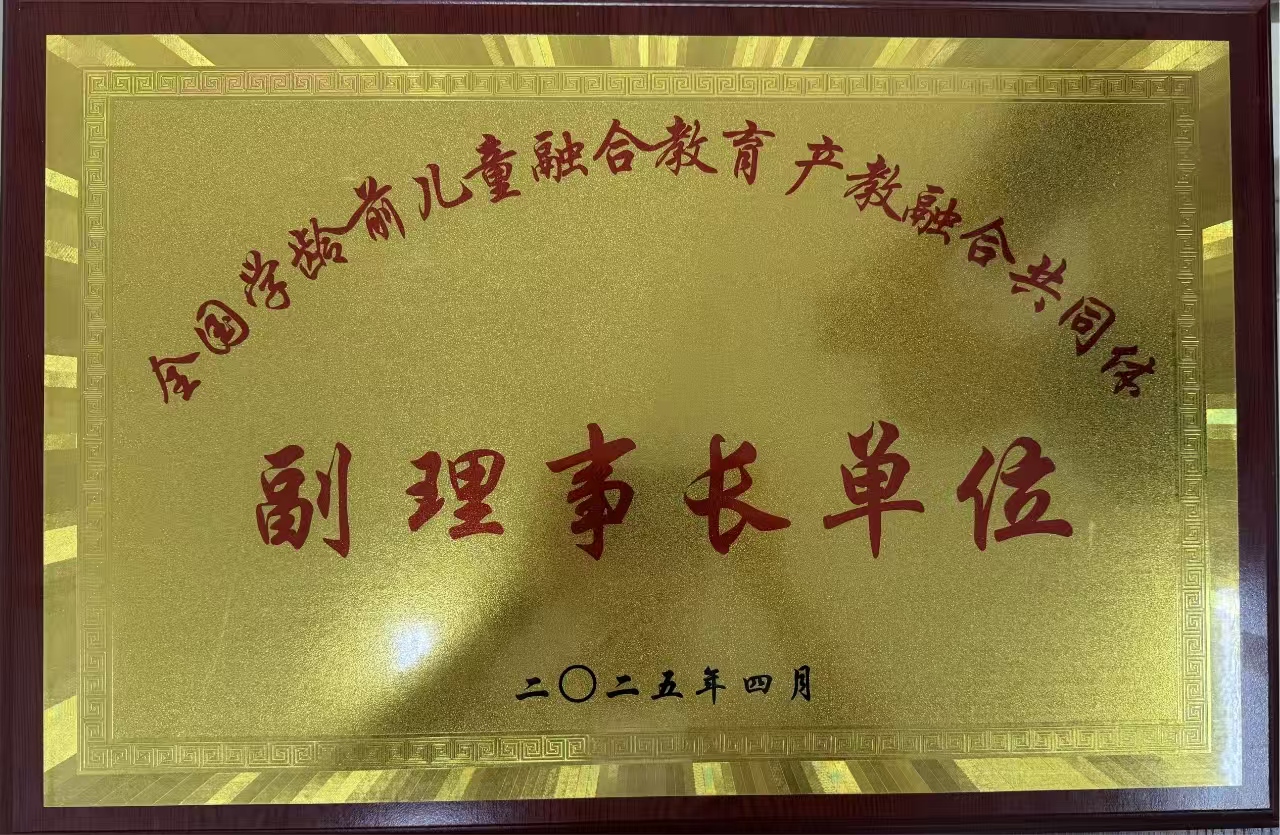 全国学龄前儿童融合教育产教融合共同体
副理事长单位
二〇二五年四月